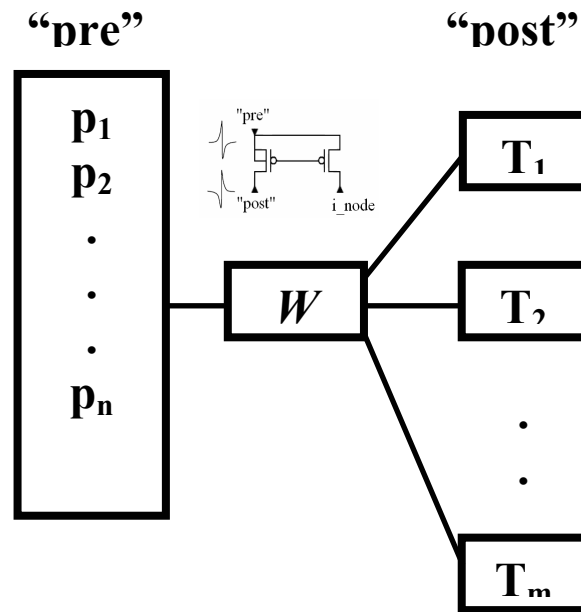 “pre” “post”
p1
p2
.
.
.
pn
"pre"
"post" i_node
W
T1
T2
.
.
Tm